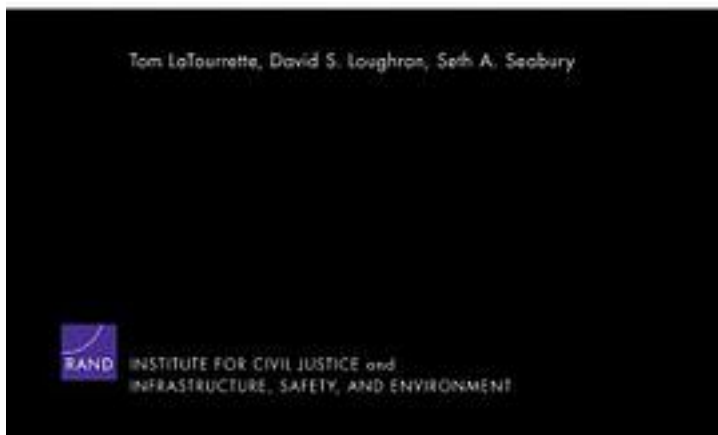 Tom LaTourrette, David S. Loughran, Seth A. Seabury
RAND
INSTITUTE FOR CIVIL JUSTICE and
INFRASTRUCTURE, SAFETY, AND ENVIRONMENT